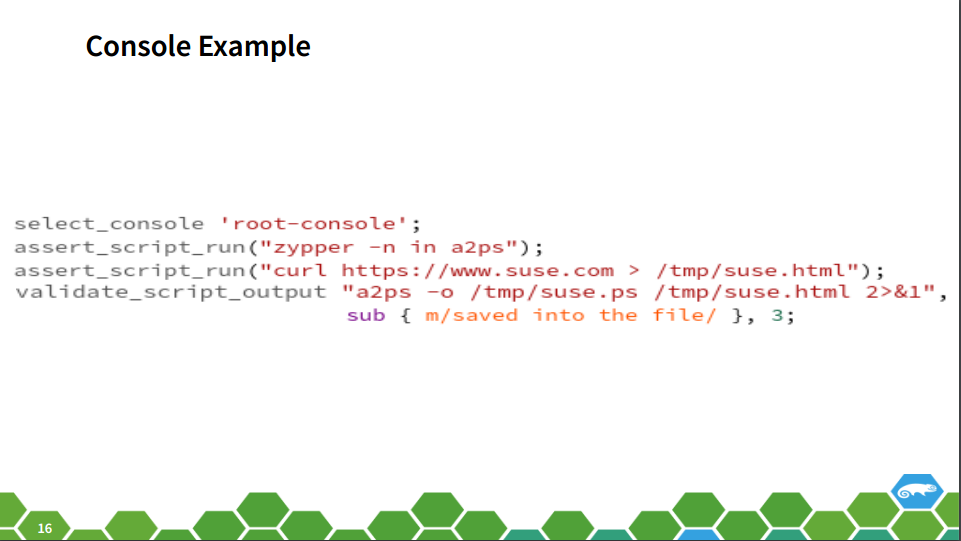 Console Example
select_console 'root-console';
assert_script_run("zypper -n in a2ps");
assert_script_run("curl https://www.suse.com > /tmp/suse.html");
validate_script_output "a2ps -o /tmp/suse.ps /tmp/suse.html 2>&1",
sub { m/saved into the file/ }, 3;
16